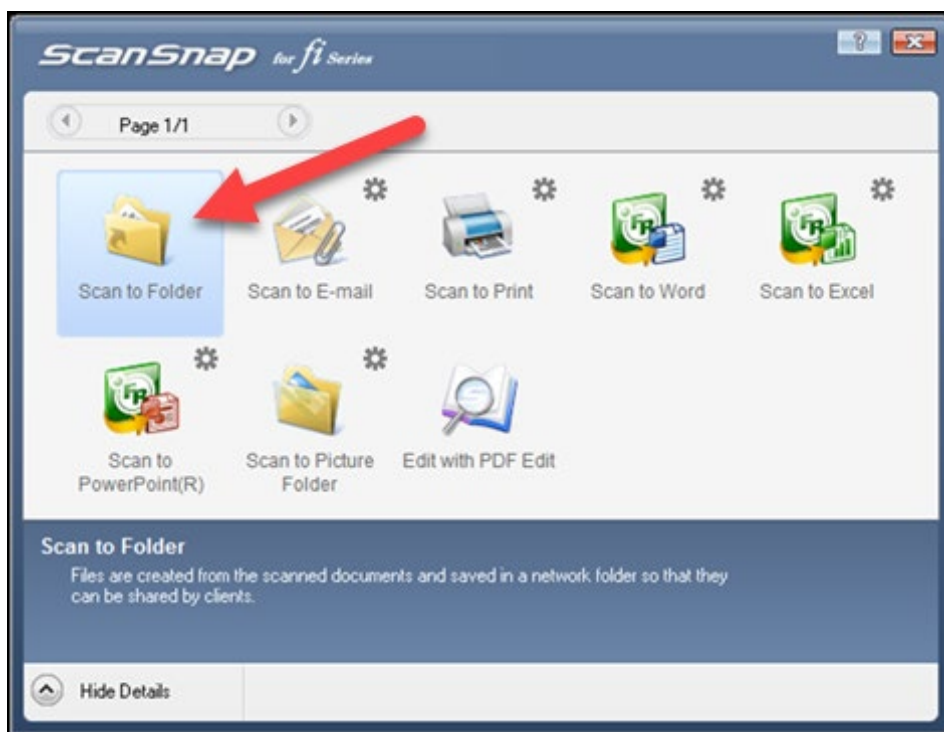 ScanSnap for fi Series
?
Page 1/1
Scan to Folder
Scan to E-mail
Scan to Print
Scan to Word
Scan to Excel
Scan to
PowerPoint(R)
Scan to Picture
Folder
Edit with PDF Edit
Scan to Folder
Files are created from the scanned documents and saved in a network folder so that they
can be shared by clients.
Hide Details